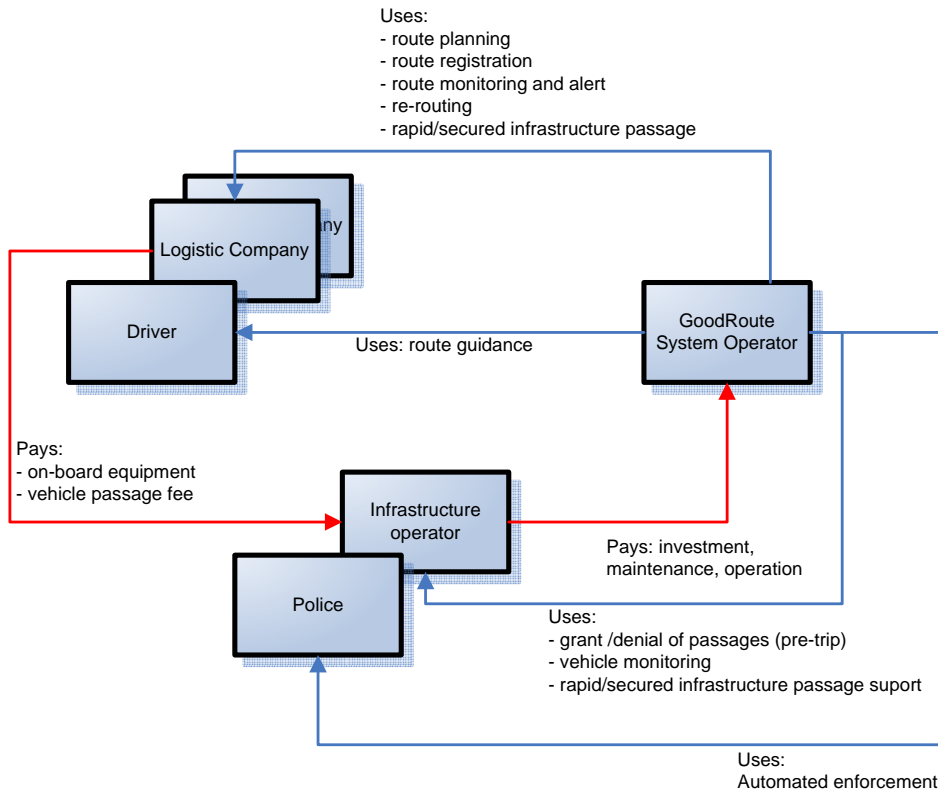 Uses:
- route planning
- route registration
- route monitoring and alert
- re-routing
- rapid/secured infrastructure passage
any
Logistic Company
Driver
GoodRoute
System Operator
Uses: route guidance
Pays:
- on-board equipment
- vehicle passage fee
Infrastructure
operator
Pays: investment,
maintenance, operation
Police
Uses:
- grant /denial of passages (pre-trip)
- vehicle monitoring
- rapid/secured infrastructure passage suport
Uses:
Automated enforcement